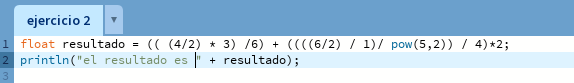 ejercicio 2 ▼
1 float resultado = (( (4/2) * 3) /6) + ((((6/2) / 1)/ pow(5,2)) / 4)*2;
2 println("el resultado es " + resultado);
3